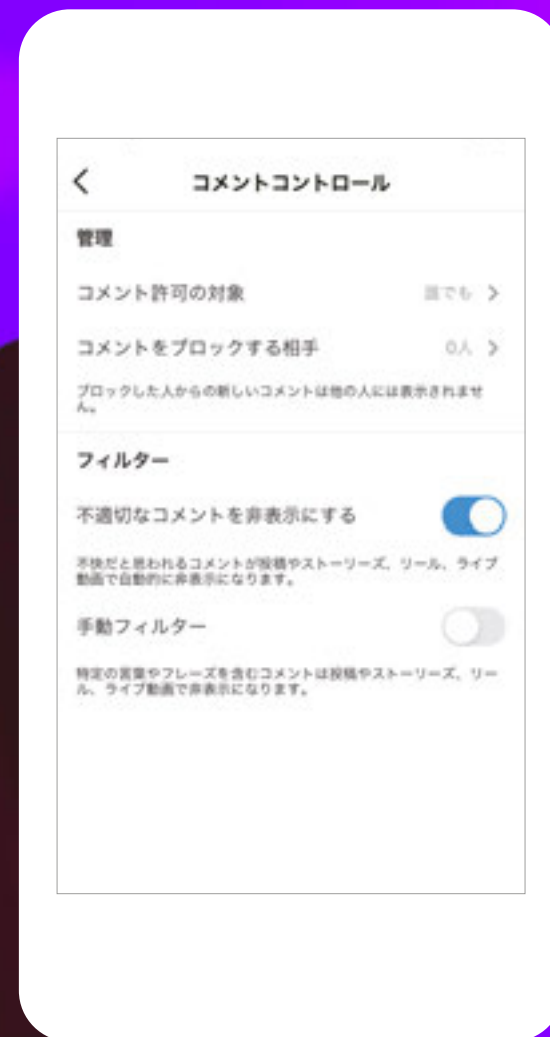 コメントコントロール
管理
コメント許可の対象 誰でも
コメントをブロックする相手 0人
ブロックした人からの新しいコメントは他の人には表示されませ
ん。
フィルター
不適切なコメントを非表示にする
不快だと思われるコメントが投稿やストーリーズ、リール、ライブ
動画で自動的に非表示になります。
手動フィルター
特定の言葉やフレーズを含むコメントは投稿やストーリーズ、リー
ル、ライブ動画で非表示になります。